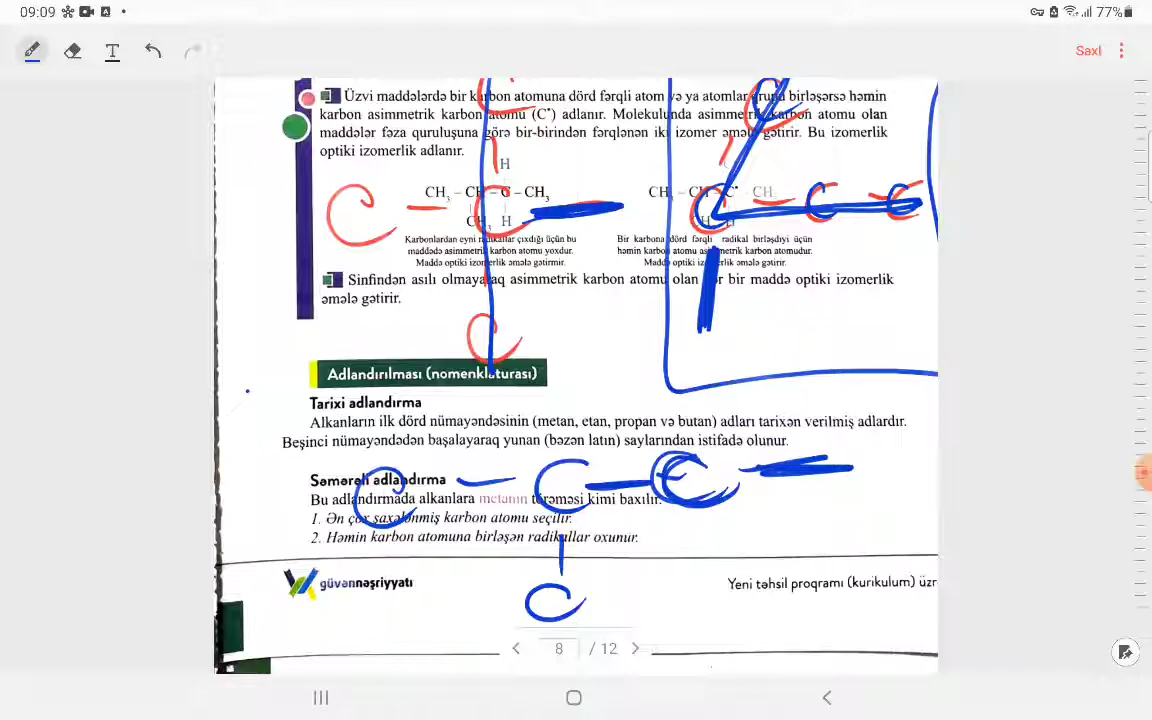 09:09
77%
T
Saxl
Üzvi maddələrdə bir karbon atomuna dörd fərqli atom və ya atomlar qrupu birləşərsə həmin
karbon asimmetrik karbon atomu (C*) adlanır. Molekulunda asimmetrik karbon atomu olan
maddələr fəza quruluşuna görə bir-birindən fərqlənən iki izomer əmələ gətirir. Bu izomerlik
optiki izomerlik adlanır.
H
CH3 – CH – C – CH3
CH3 H
CH3 – CH – C* – CH3
H H
Karbonlardan eyni radikallar çıxdığı üçün bu
maddədə asimmetrik karbon atomu yoxdur.
Maddə optiki izomerlik əmələ gətirmir.
Bir karbona dörd fərqli radikal birləşdiyi üçün
həmin karbon atomu asimmetrik karbon atomudur.
Maddə optiki izomerlik əmələ gətirir.
Sinfindən asılı olmayaraq asimmetrik karbon atomu olan hər bir maddə optiki izomerlik
əmələ gətirir.
C – C
C – C – C
C
C
Adlandırılması (nomenklaturası)
Tarixi adlandırma
Alkanların ilk dörd nümayəndəsinin (metan, etan, propan və butan) adları tarixən verilmiş adlardır.
Beşinci nümayəndədən başlayaraq yunan (bəzən latın) saylarından istifadə olunur.
Səmərəli adlandırma
Bu adlandırmada alkanlara metanın törəməsi kimi baxılır.
1. Ən çox şaxələnmiş karbon atomu seçilir.
2. Həmin karbon atomuna birləşən radikallar oxunur.
C – C – C –
C
güvənnəşriyyatı
Yeni təhsil proqramı (kurikulum) üzr
8 / 12